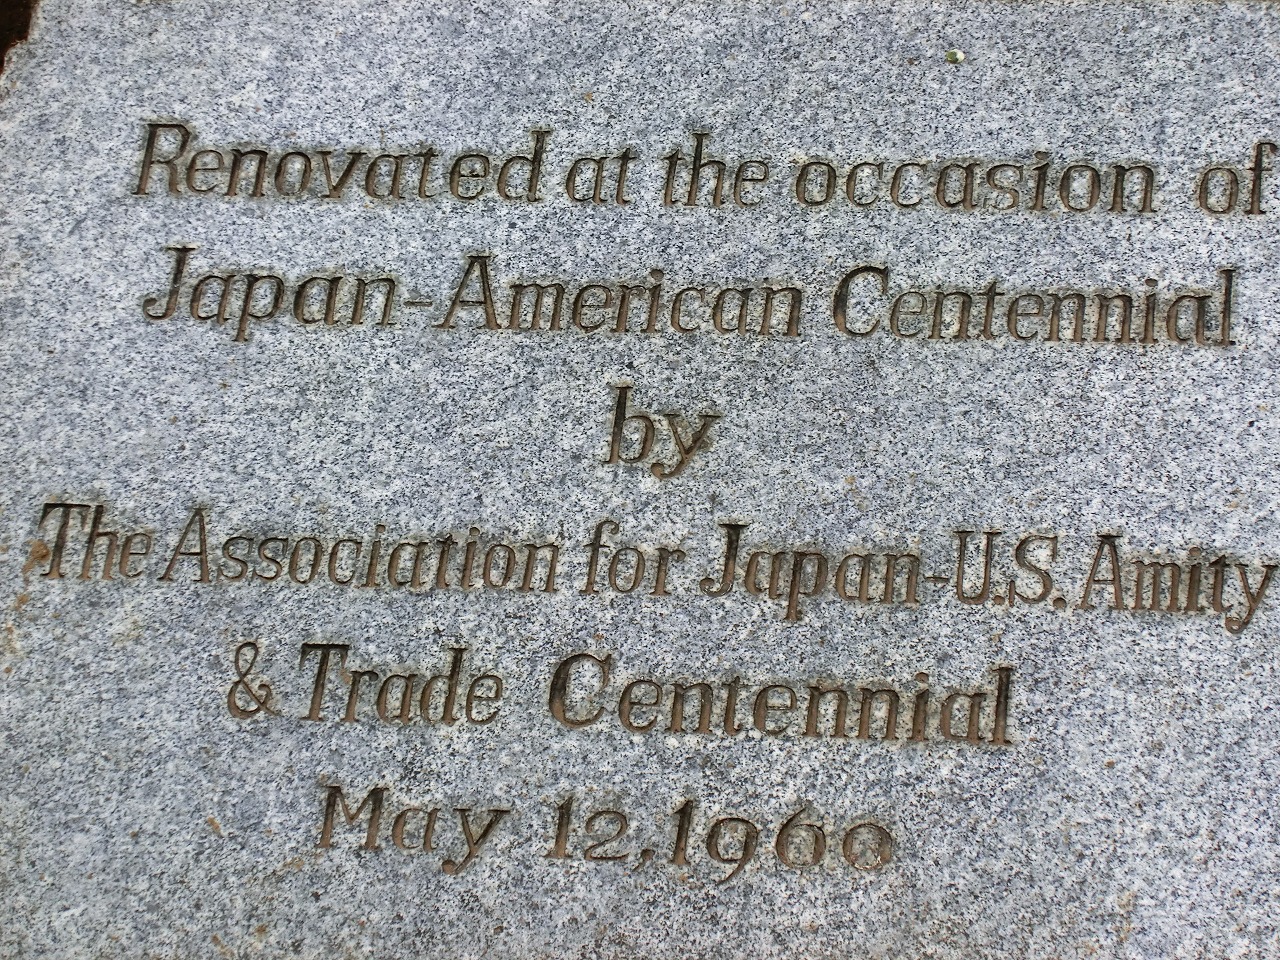 Renovated at the occasion of
Japan-American Centennial
by
The Association for Japan-U.S. Amity
& Trade Centennial
May 12, 1960